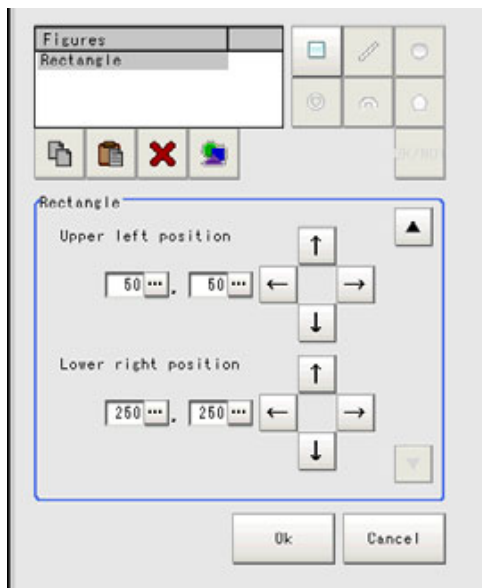 Figures
Rectangle
Rectangle
Upper left position
50 ... , 50 ...
Lower right position
250 ... , 250 ...
Ok Cancel